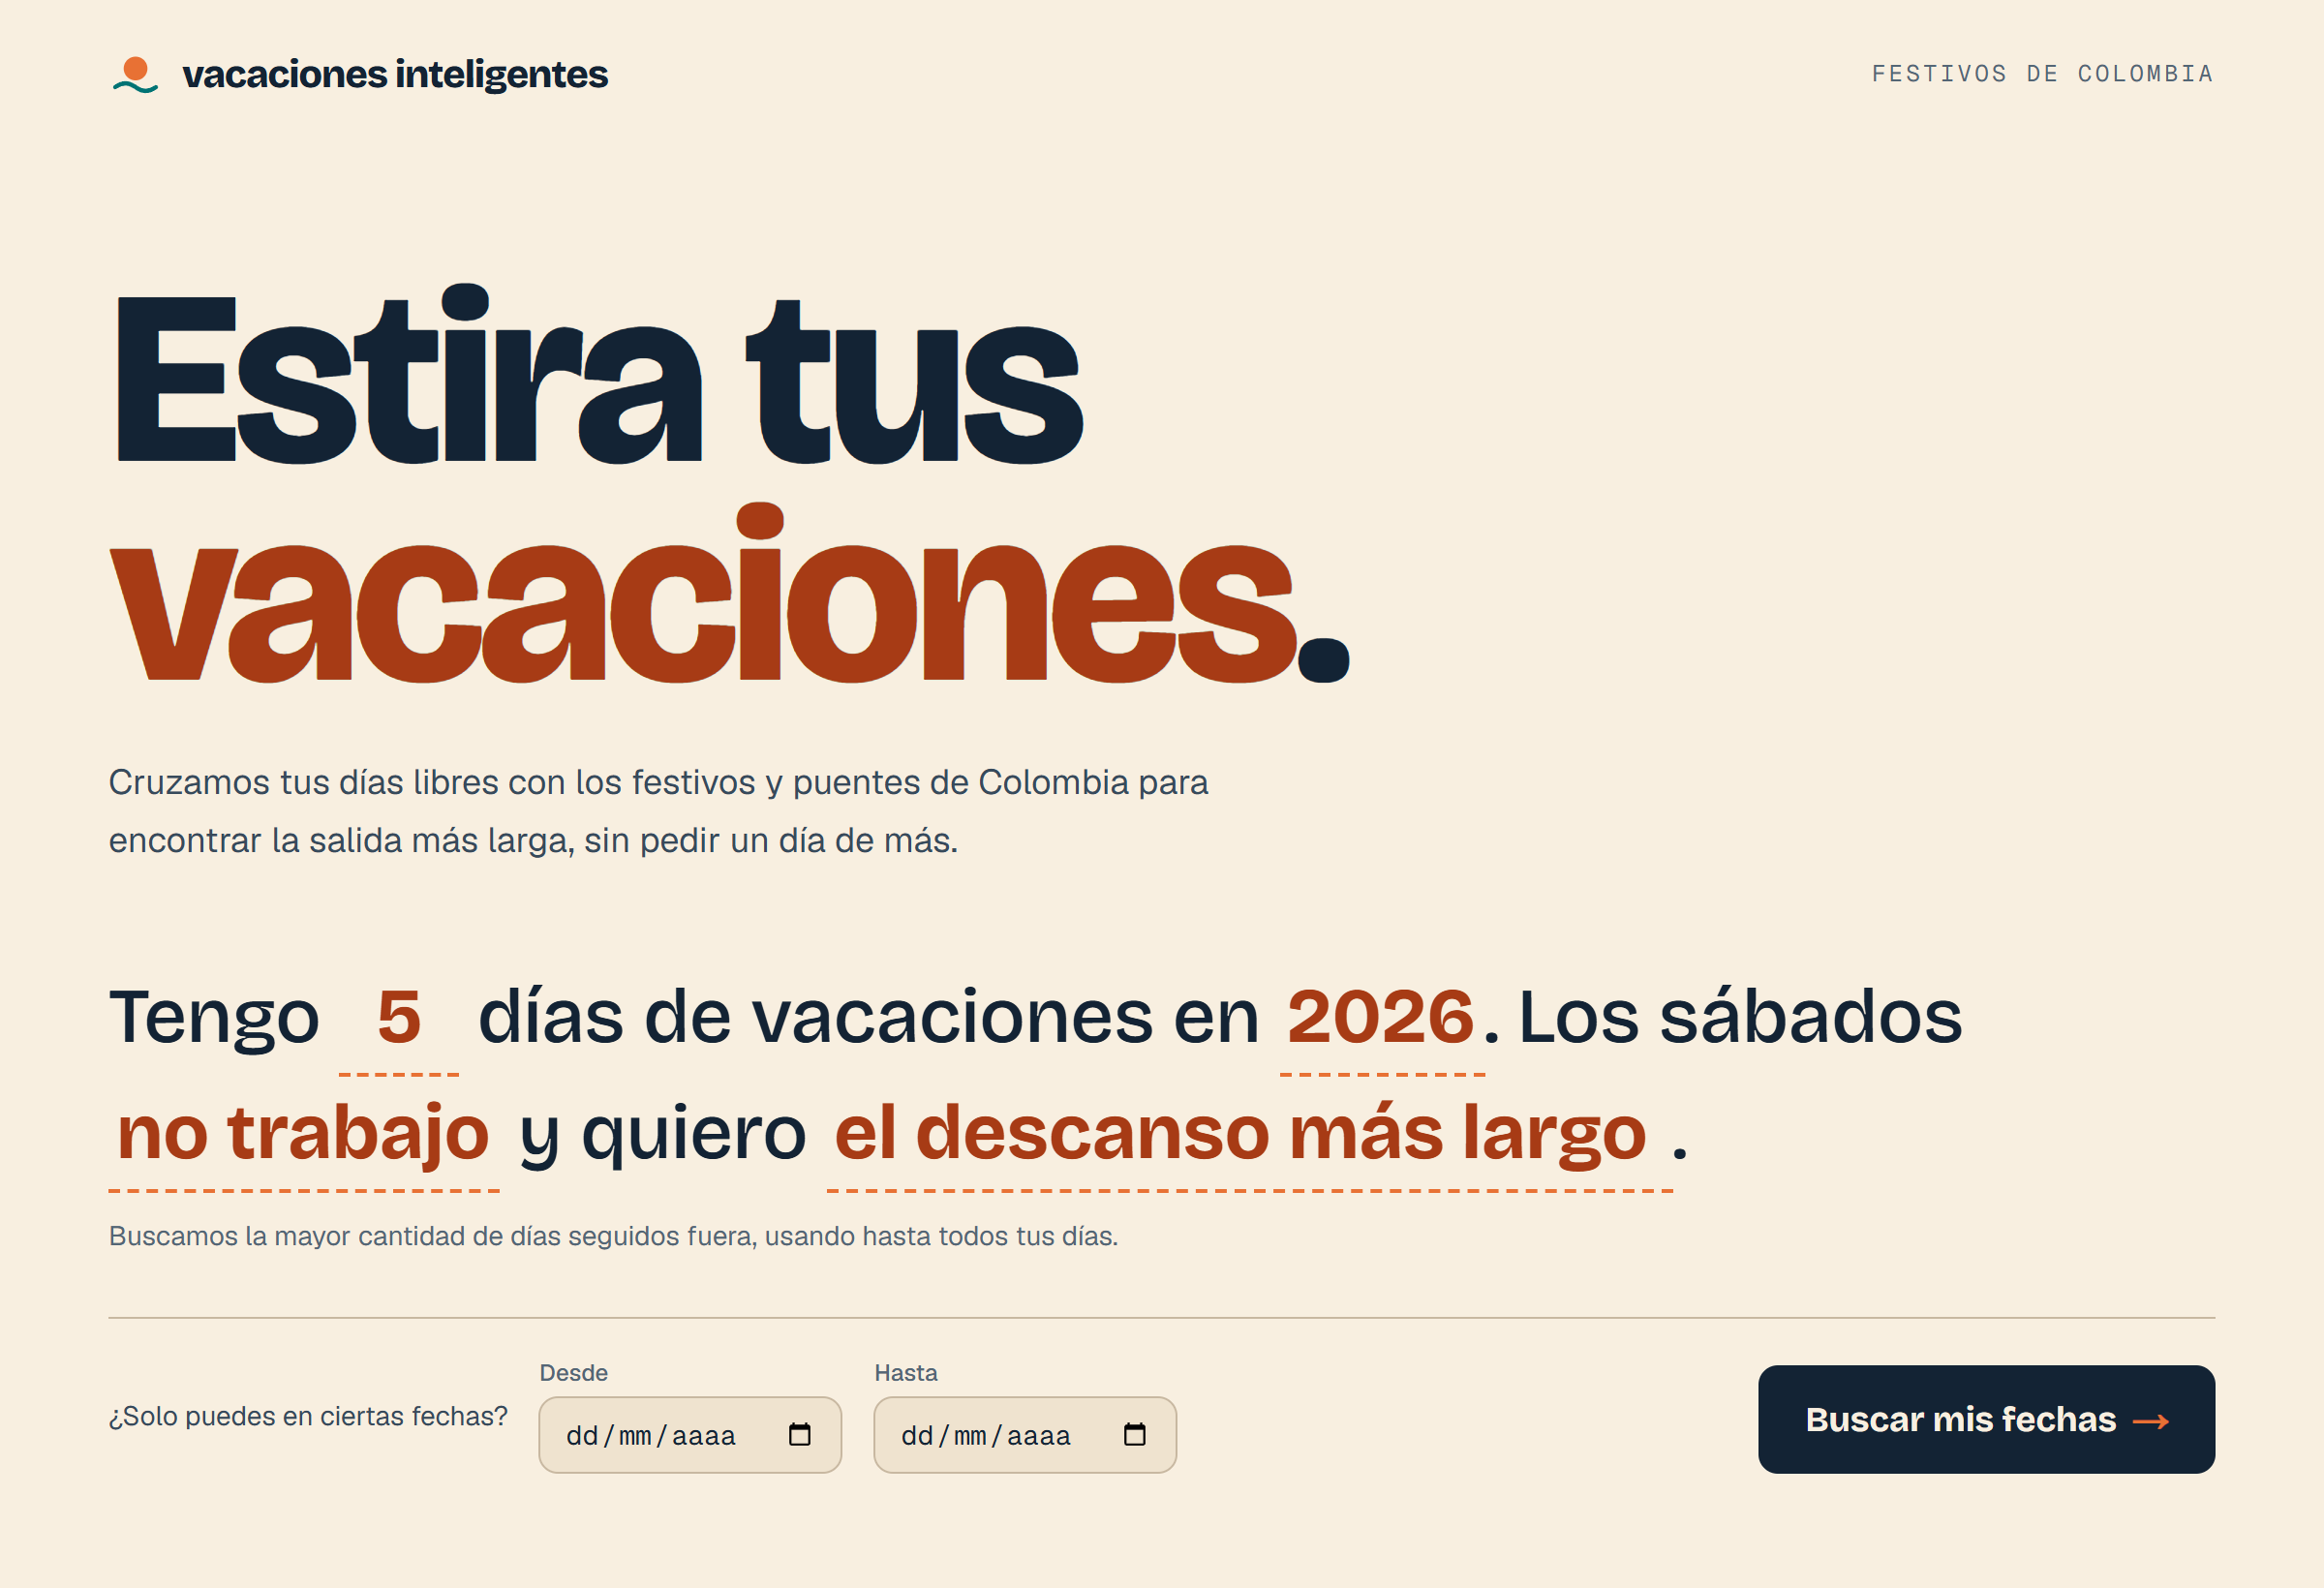 vacaciones inteligentes
FESTIVOS DE COLOMBIA
Estira tus
vacaciones.
Cruzamos tus días libres con los festivos y puentes de Colombia para
encontrar la salida más larga, sin pedir un día de más.
Tengo 5 días de vacaciones en 2026. Los sábados
no trabajo y quiero el descanso más largo .
Buscamos la mayor cantidad de días seguidos fuera, usando hasta todos tus días.
¿Solo puedes en ciertas fechas?
Desde
dd/mm/aaaa
Hasta
dd/mm/aaaa
Buscar mis fechas →